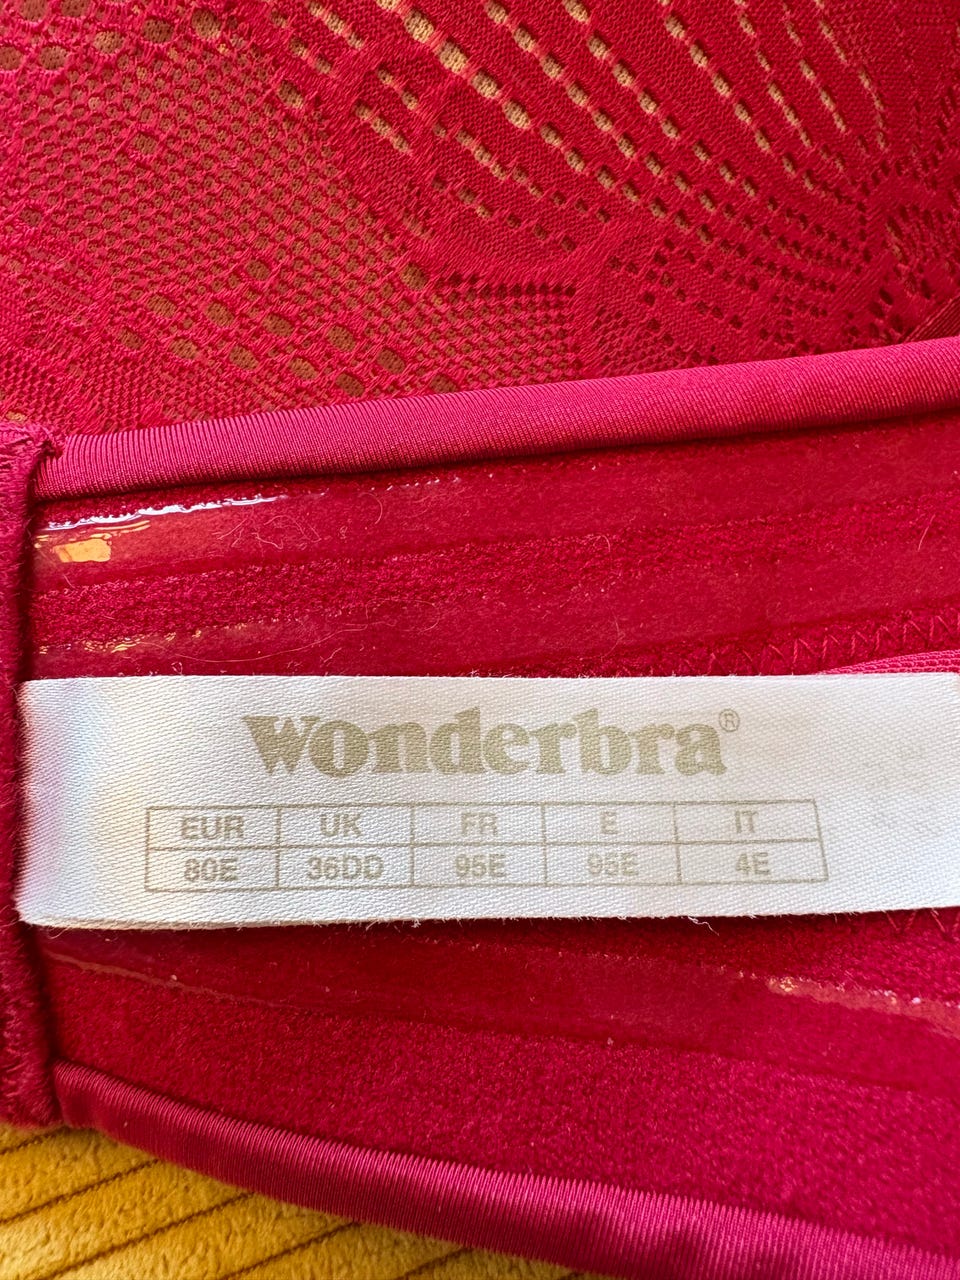 Wonderbra®
EUR UK FR E IT
80E 36DD 95E 95E 4E